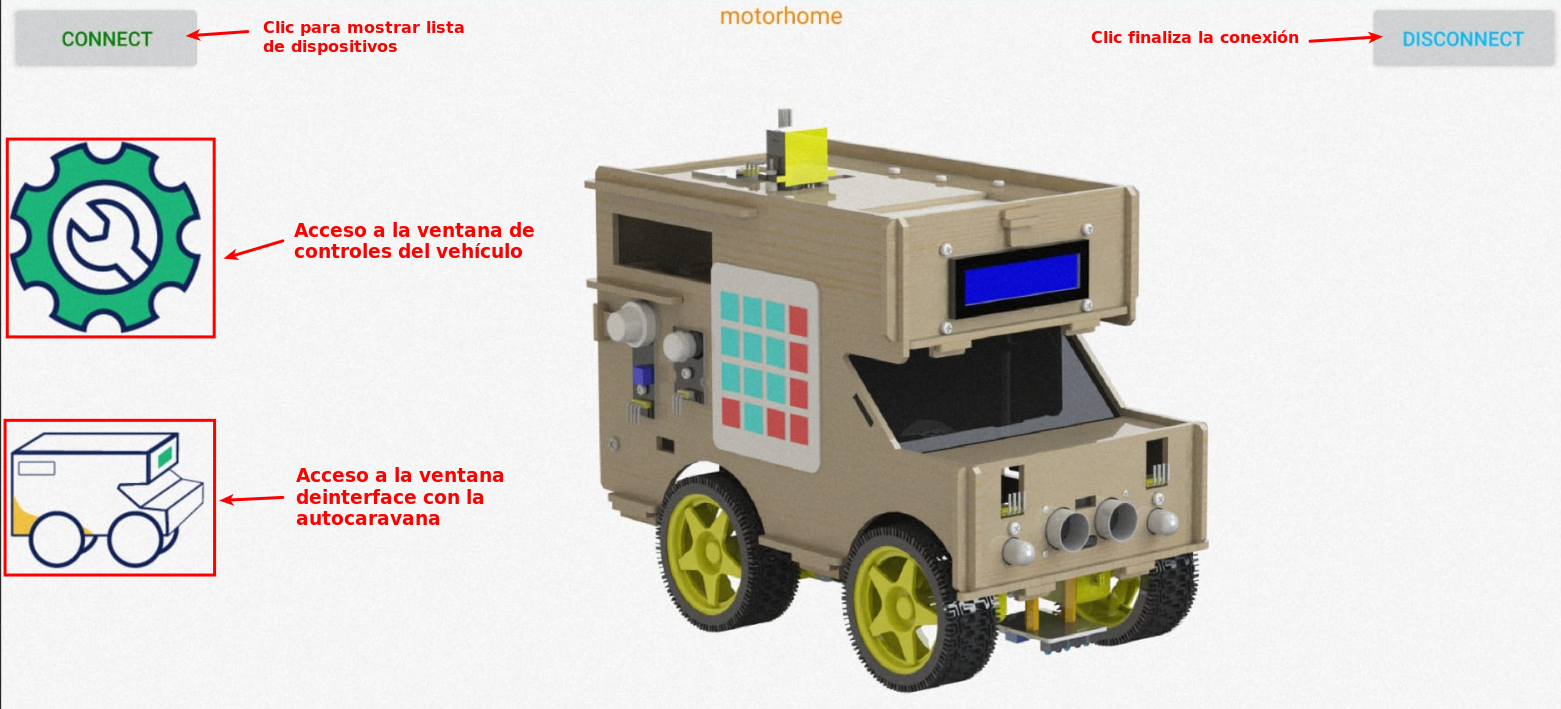 motorhome
CONNECT
Clic para mostrar lista
de dispositivos
Clic finaliza la conexión
DISCONNECT
Acceso a la ventana de
controles del vehículo
Acceso a la ventana
deinterface con la
autocaravana